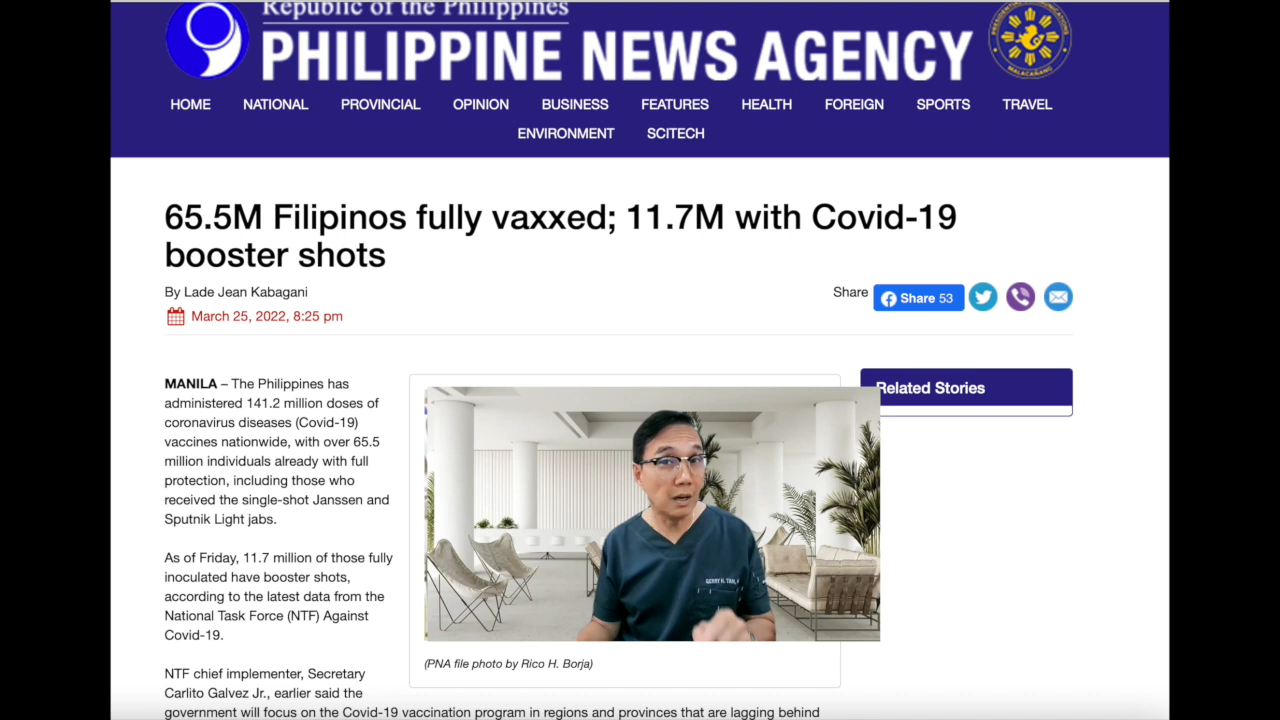 Republic of the Philippines
PHILIPPINE NEWS AGENCY
HOME NATIONAL PROVINCIAL OPINION BUSINESS FEATURES HEALTH FOREIGN SPORTS TRAVEL
ENVIRONMENT SCITECH
65.5M Filipinos fully vaxxed; 11.7M with Covid-19
booster shots
By Lade Jean Kabagani
March 25, 2022, 8:25 pm
Share
Share 53
MANILA – The Philippines has
administered 141.2 million doses of
coronavirus diseases (Covid-19)
vaccines nationwide, with over 65.5
million individuals already with full
protection, including those who
received the single-shot Janssen and
Sputnik Light jabs.
As of Friday, 11.7 million of those fully
inoculated have booster shots,
according to the latest data from the
National Task Force (NTF) Against
Covid-19.
NTF chief implementer, Secretary
Carlito Galvez Jr., earlier said the
government will focus on the Covid-19 vaccination program in regions and provinces that are lagging behind
GERRY H. TAN,
(PNA file photo by Rico H. Borja)
Related Stories
MALACAÑANG